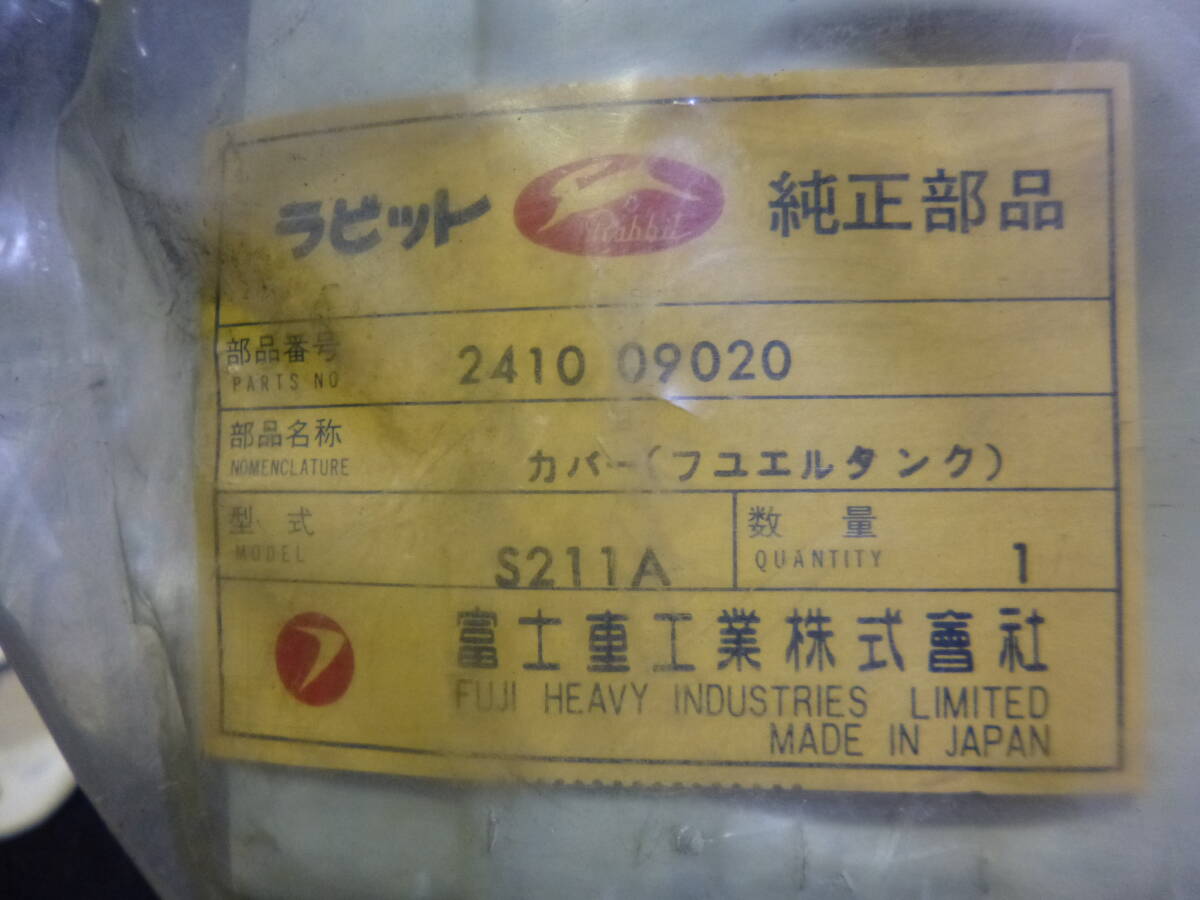 ラビット Rabbit 純正部品
部品番号 2410 09020
PARTS NO
部品名称 カバー(フユエルタンク)
NOMENCLATURE
型式 S211A 数量 1
MODEL QUANTITY
富士重工業株式會社
FUJI HEAVY INDUSTRIES LIMITED
MADE IN JAPAN